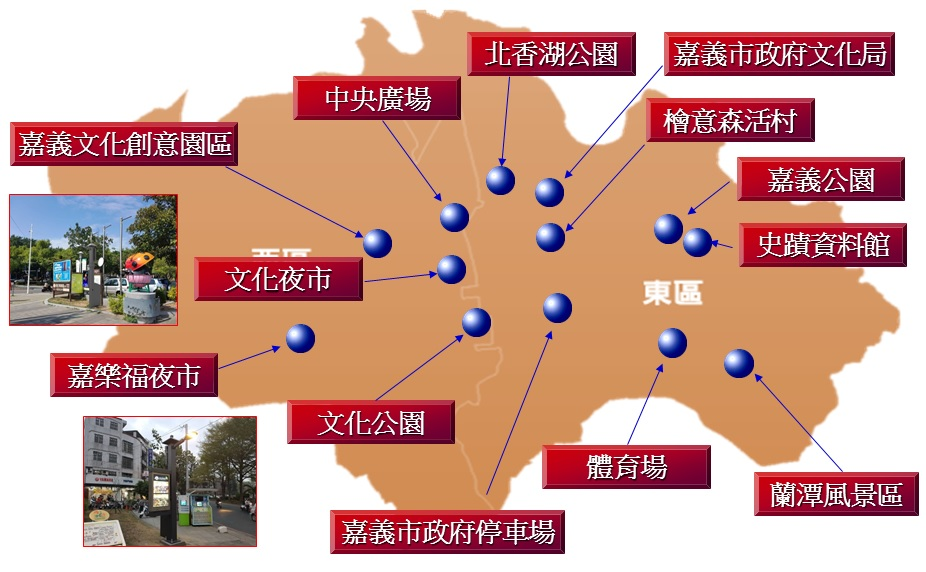 北香湖公園
嘉義市政府文化局
中央廣場
檜意森活村
嘉義文化創意園區
嘉義公園
史蹟資料館
西區
文化夜市
東區
嘉樂福夜市
文化公園
體育場
蘭潭風景區
嘉義市政府停車場